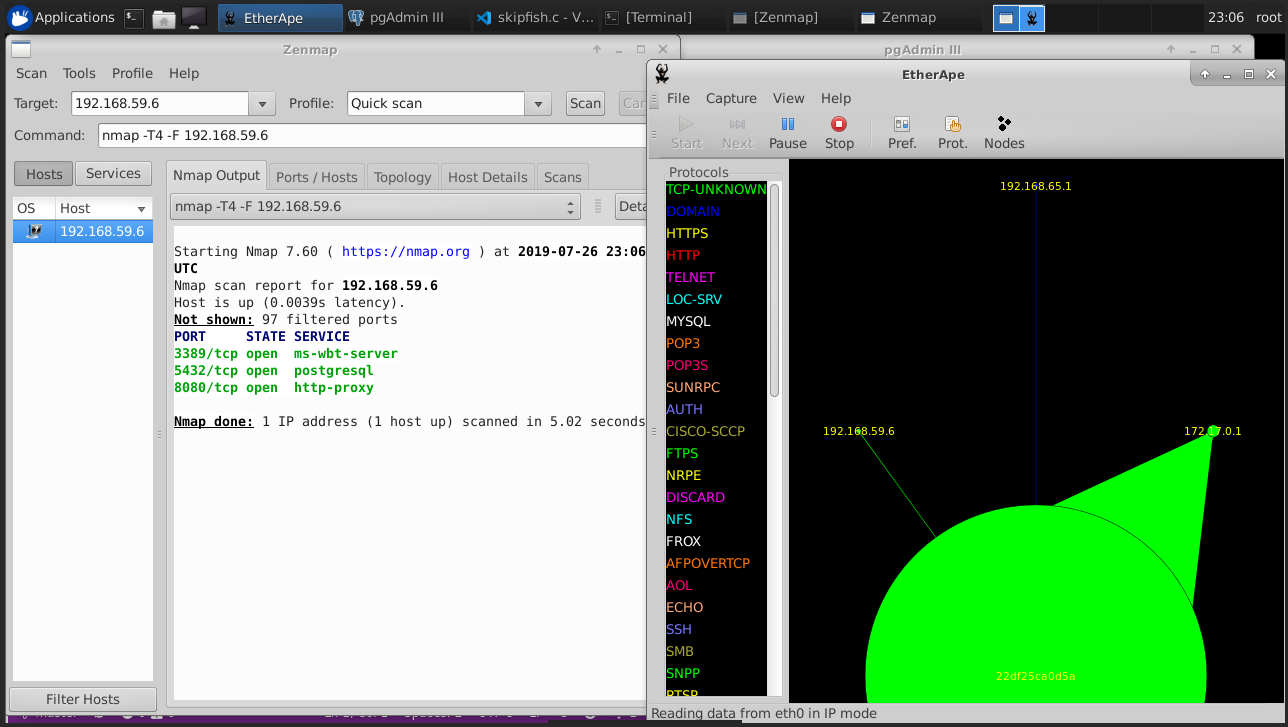 Applications
EtherApe
pgAdmin III
skipfish.c - V...
[Terminal]
[Zenmap]
Zenmap
23:06
root
Zenmap
Scan Tools Profile Help
Target: 192.168.59.6 Profile: Quick scan Scan
Command: nmap -T4 -F 192.168.59.6
Hosts Services
OS Host
192.168.59.6
Filter Hosts
Nmap Output Ports / Hosts Topology Host Details Scans
nmap -T4 -F 192.168.59.6
Starting Nmap 7.60 ( https://nmap.org ) at 2019-07-26 23:06
UTC
Nmap scan report for 192.168.59.6
Host is up (0.0039s latency).
Not shown: 97 filtered ports
PORT STATE SERVICE
3389/tcp open ms-wbt-server
5432/tcp open postgresql
8080/tcp open http-proxy
Nmap done: 1 IP address (1 host up) scanned in 5.02 seconds
pgAdmin III
EtherApe
File Capture View Help
Start Next Pause Stop Pref. Prot. Nodes
Protocols
TCP-UNKNOWN
DOMAIN
HTTPS
HTTP
TELNET
LOC-SRV
MYSQL
POP3
POP3S
SUNRPC
AUTH
CISCO-SCCP
FTPS
NRPE
DISCARD
NFS
FROX
AFPOVERTCP
AOL
ECHO
SSH
SMB
SNPP
RTSP
192.168.65.1
192.168.59.6
172.17.0.1
22df25ca0d5a
Reading data from eth0 in IP mode